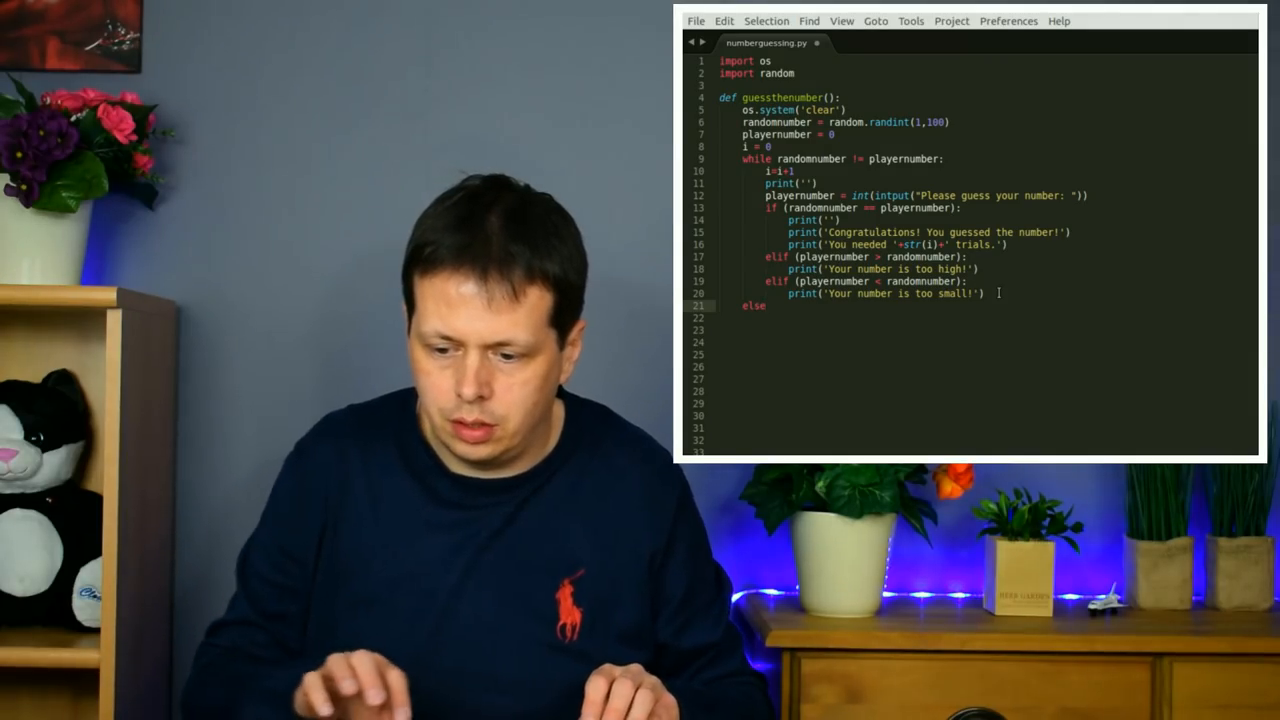 File Edit Selection Find View Goto Tools Project Preferences Help
numberguessing.py
1 import os
2 import random
3
4 def guessthenumber():
5 os.system('clear')
6 randomnumber = random.randint(1,100)
7 playernumber = 0
8 i = 0
9 while randomnumber != playernumber:
10 i=i+1
11 print('')
12 playernumber = int(intput("Please guess your number: "))
13 if (randomnumber == playernumber):
14 print('')
15 print('Congratulations! You guessed the number!')
16 print('You needed '+str(i)+' trials.')
17 elif (playernumber > randomnumber):
18 print('Your number is too high!')
19 elif (playernumber < randomnumber):
20 print('Your number is too small!')
21 else
22
23
24
25
26
27
28
29
30
31
32
33
HERB GARDEN